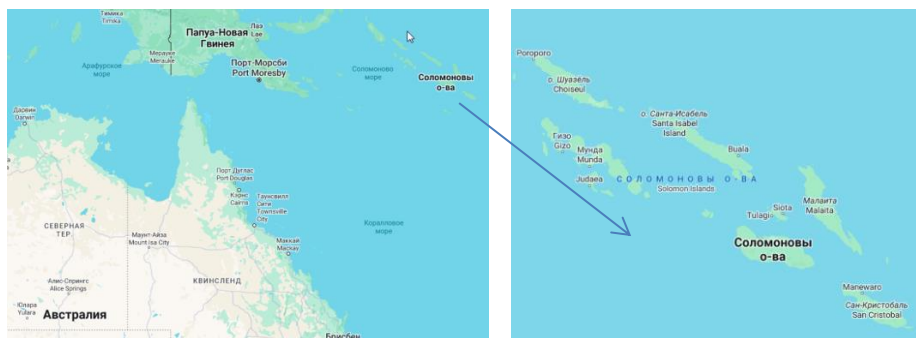 Тимика
Timika
Папуа-Новая
Гвинея
Лаэ
Lae
Арафурское
море
Мерауке
Merauke
Порт-Морсби
Port Moresby
Соломоново
море
Соломоновы
о-ва
Дарвин
Darwin
Порт Дуглас
Port Douglas
Кэрнс
Cairns
Таунсвилл
Сити
Townsville
City
Коралловое
море
СЕВЕРНАЯ
ТЕР.
Маунт-Айза
Mount Isa City
Маккай
Mackay
КВИНСЛЕНД
Алис-Спрингс
Alice Springs
Юлара
Yulara
Австралия
Брисбен
Poroporo
о. Шуазёль
Choiseul
о. Санта-Исабель
Santa Isabel
Island
Гизо
Gizo
Мунда
Munda
Buala
Judaea
СОЛОМОНОВЫ О-ВА
Solomon Islands
Малаита
Malaita
Siota
Tulagi
Соломоновы
о-ва
Manewaro
Сан-Кристобаль
San Cristobal